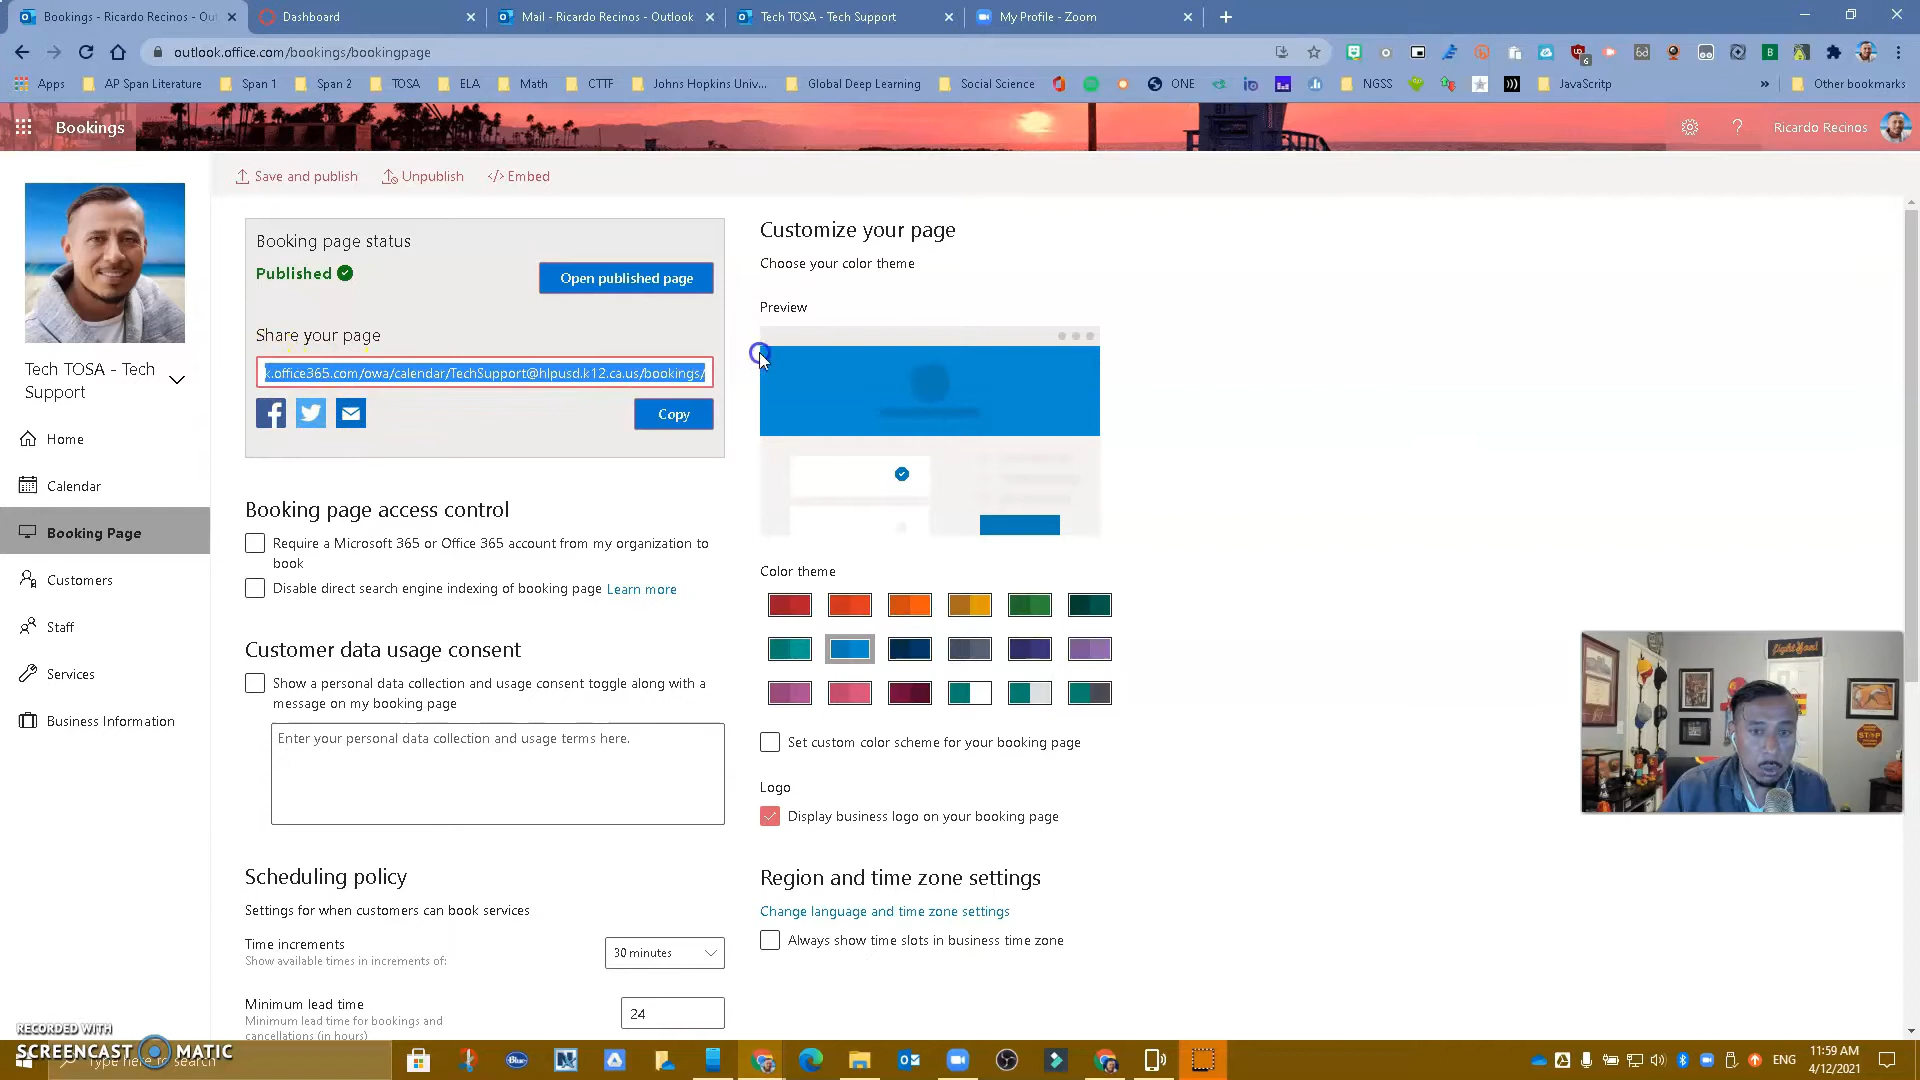 Bookings - Ricardo Recinos - Out
Dashboard
Mail - Ricardo Recinos - Outlook
Tech TOSA - Tech Support
My Profile - Zoom
outlook.office.com/bookings/bookingpage
Apps
AP Span Literature
Span 1
Span 2
TOSA
ELA
Math
CTTF
Johns Hopkins Univ...
Global Deep Learning
Social Science
ONE
NGSS
JavaScritp
Other bookmarks
Bookings
Ricardo Recinos
Save and publish
Unpublish
Embed
Tech TOSA - Tech
Support
Home
Calendar
Booking Page
Customers
Staff
Services
Business Information
Booking page status
Published
Open published page
Share your page
k.office365.com/owa/calendar/TechSupport@hlpusd.k12.ca.us/bookings/
Copy
Booking page access control
Require a Microsoft 365 or Office 365 account from my organization to
book
Disable direct search engine indexing of booking page Learn more
Customer data usage consent
Show a personal data collection and usage consent toggle along with a
message on my booking page
Enter your personal data collection and usage terms here.
Scheduling policy
Settings for when customers can book services
Time increments
Show available times in increments of:
30 minutes
Minimum lead time
Minimum lead time for bookings and
cancellations (in hours)
24
Customize your page
Choose your color theme
Preview
Color theme
Set custom color scheme for your booking page
Logo
Display business logo on your booking page
Region and time zone settings
Change language and time zone settings
Always show time slots in business time zone
STOP
RECORDED WITH
SCREENCAST MATIC
Type here to search
ENG
11:59 AM
4/12/2021